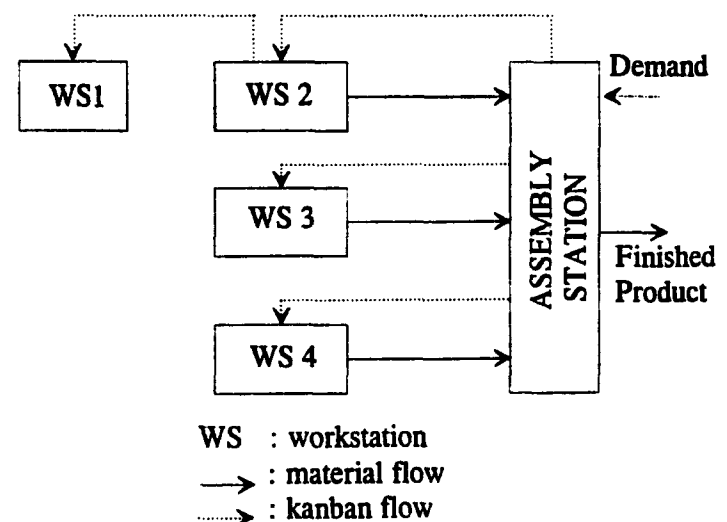 WS1
WS 2
Demand
WS 3
ASSEMBLY
STATION
Finished
Product
WS 4
WS : workstation
: material flow
: kanban flow